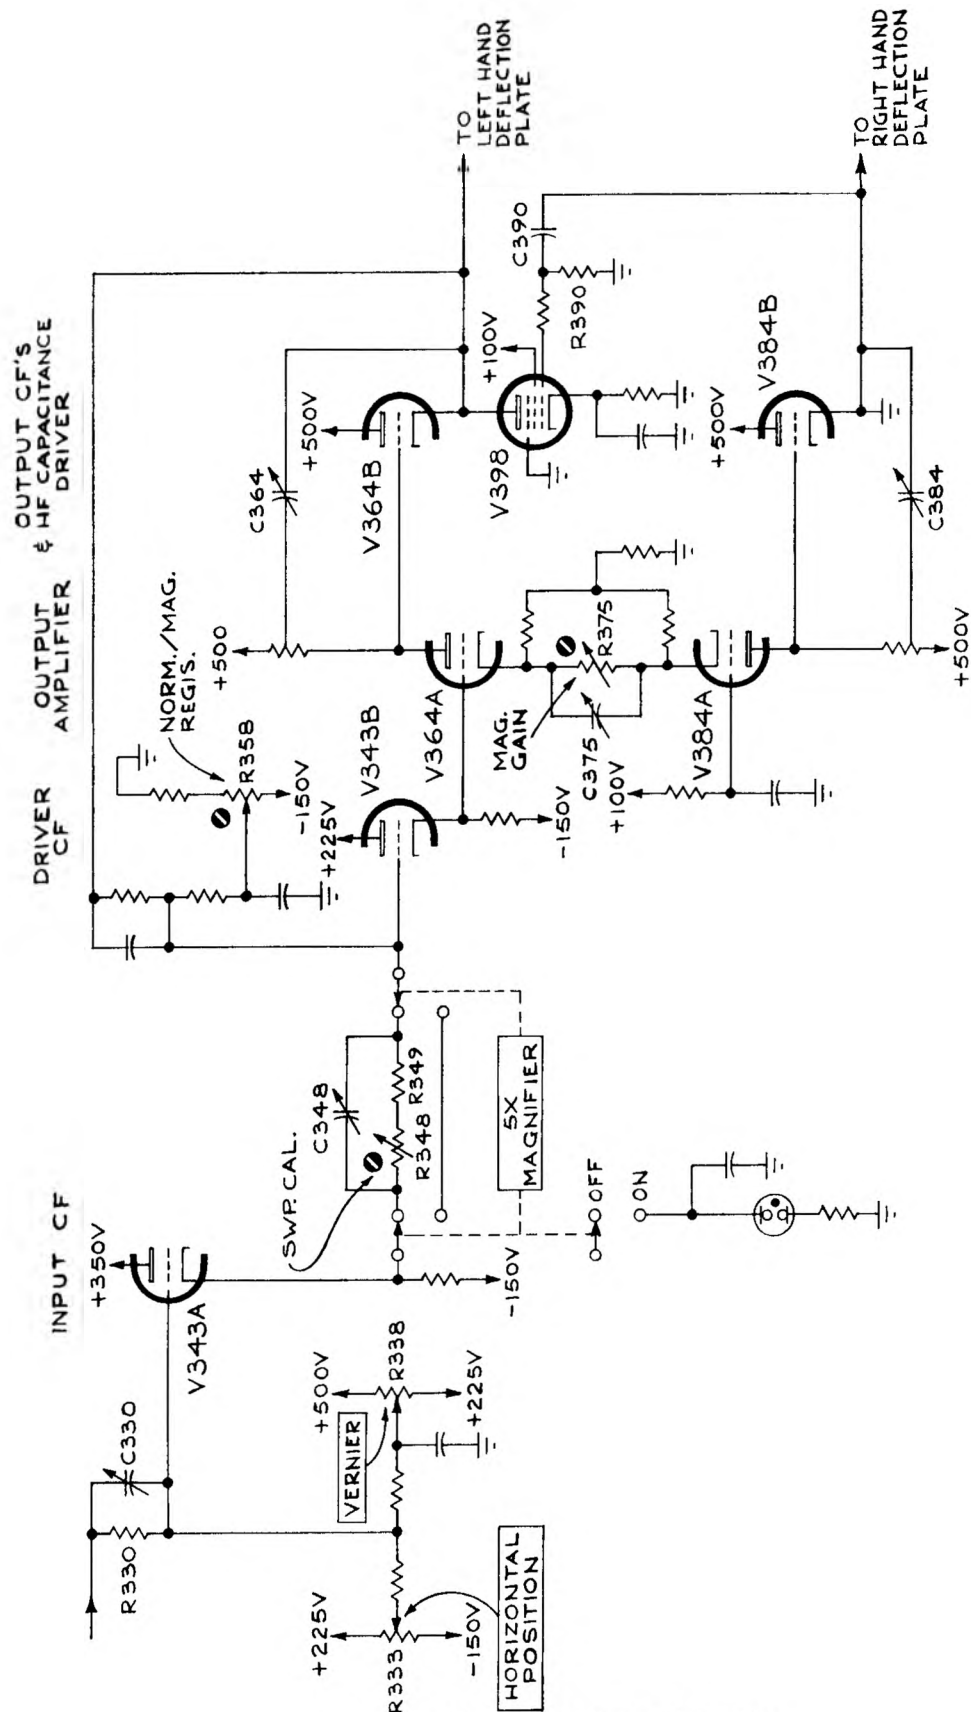 INPUT CF
DRIVER
CF
OUTPUT
AMPLIFIER
OUTPUT CF'S
& HF CAPACITANCE
DRIVER
R330
C330
+350V
V343A
+225V
R333
-150V
HORIZONTAL
POSITION
+500V
VERNIER
R338
+225V
-150V
SWP. CAL.
C348
R348
R349
5X
MAGNIFIER
OFF
ON
NORM./MAG.
REGIS.
R358
-150V
+225V
V343B
-150V
+500
C364
V364A
MAG.
GAIN
C375
R375
+100V
V384A
+500V
+500V
V364B
+100V
V398
C390
R390
+500V
V384B
C384
TO
LEFT HAND
DEFLECTION
PLATE
TO
RIGHT HAND
DEFLECTION
PLATE